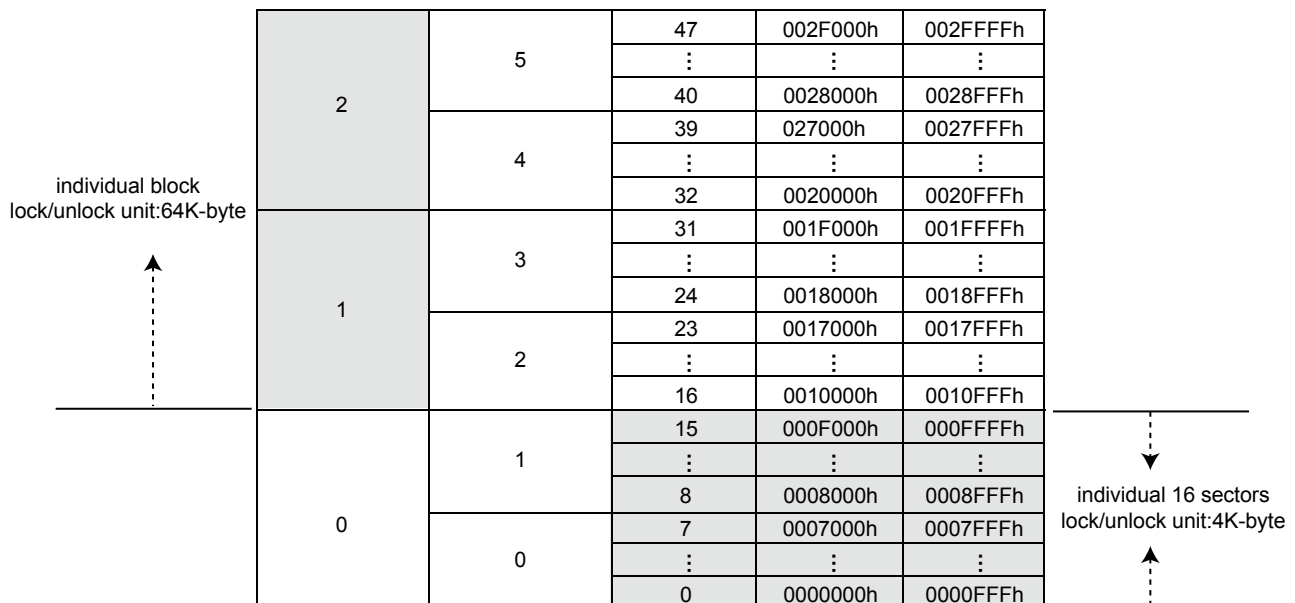 47 002F000h 002FFFFh
5
⋮ ⋮ ⋮
2
40 0028000h 0028FFFh
39 027000h 0027FFFh
4
⋮ ⋮ ⋮
individual block
lock/unlock unit:64K-byte
32 0020000h 0020FFFh
31 001F000h 001FFFFh
3
⋮ ⋮ ⋮
1
24 0018000h 0018FFFh
23 0017000h 0017FFFh
2
⋮ ⋮ ⋮
16 0010000h 0010FFFh
15 000F000h 000FFFFh
1
⋮ ⋮ ⋮
8 0008000h 0008FFFh
individual 16 sectors
lock/unlock unit:4K-byte
0
7 0007000h 0007FFFh
0
⋮ ⋮ ⋮
0 0000000h 0000FFFh